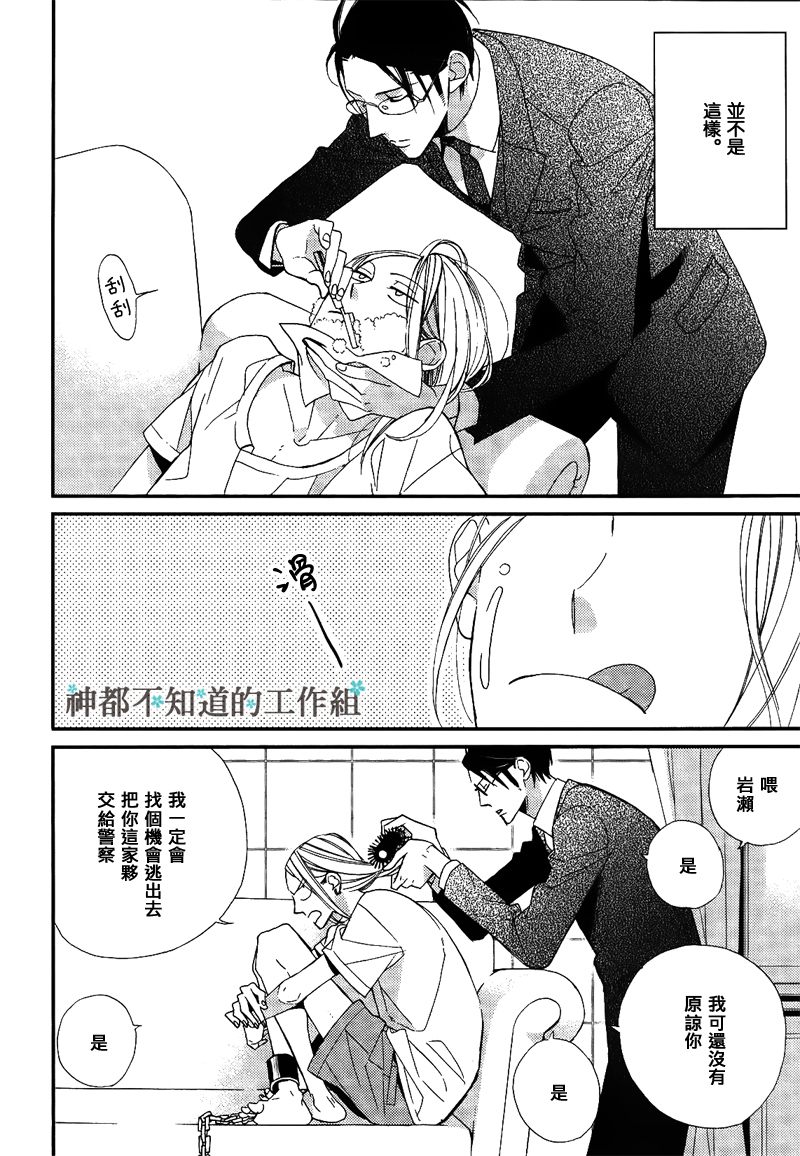 並不是
這樣。
刮
刮
滑
神都不知道的工作組
喂
岩瀨
是
我可還沒有
原諒你
是
我一定會
找個機會逃出去
把你這家夥
交給警察
是